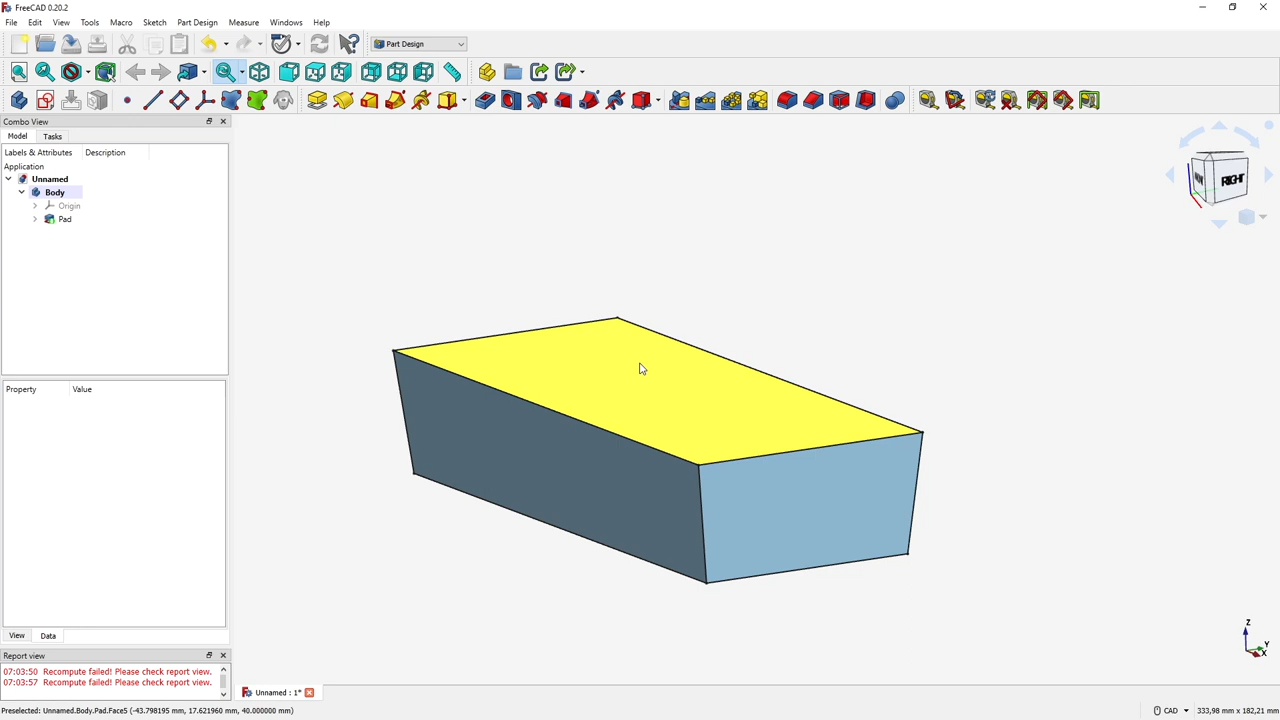 FreeCAD 0.20.2
File Edit View Tools Macro Sketch Part Design Measure Windows Help
Part Design
Combo View
Model Tasks
Labels & Attributes Description
Application
Unnamed
Body
Origin
Pad
RIGHT
Property Value
View Data
Report view
07:03:50 Recompute failed! Please check report view.
07:03:57 Recompute failed! Please check report view.
Z
Y
X
Unnamed : 1*
Preselected: Unnamed.Body.Pad.Face5 (-43.798195 mm, 17.621960 mm, 40.000000 mm)
CAD
333,98 mm x 182,21 mm